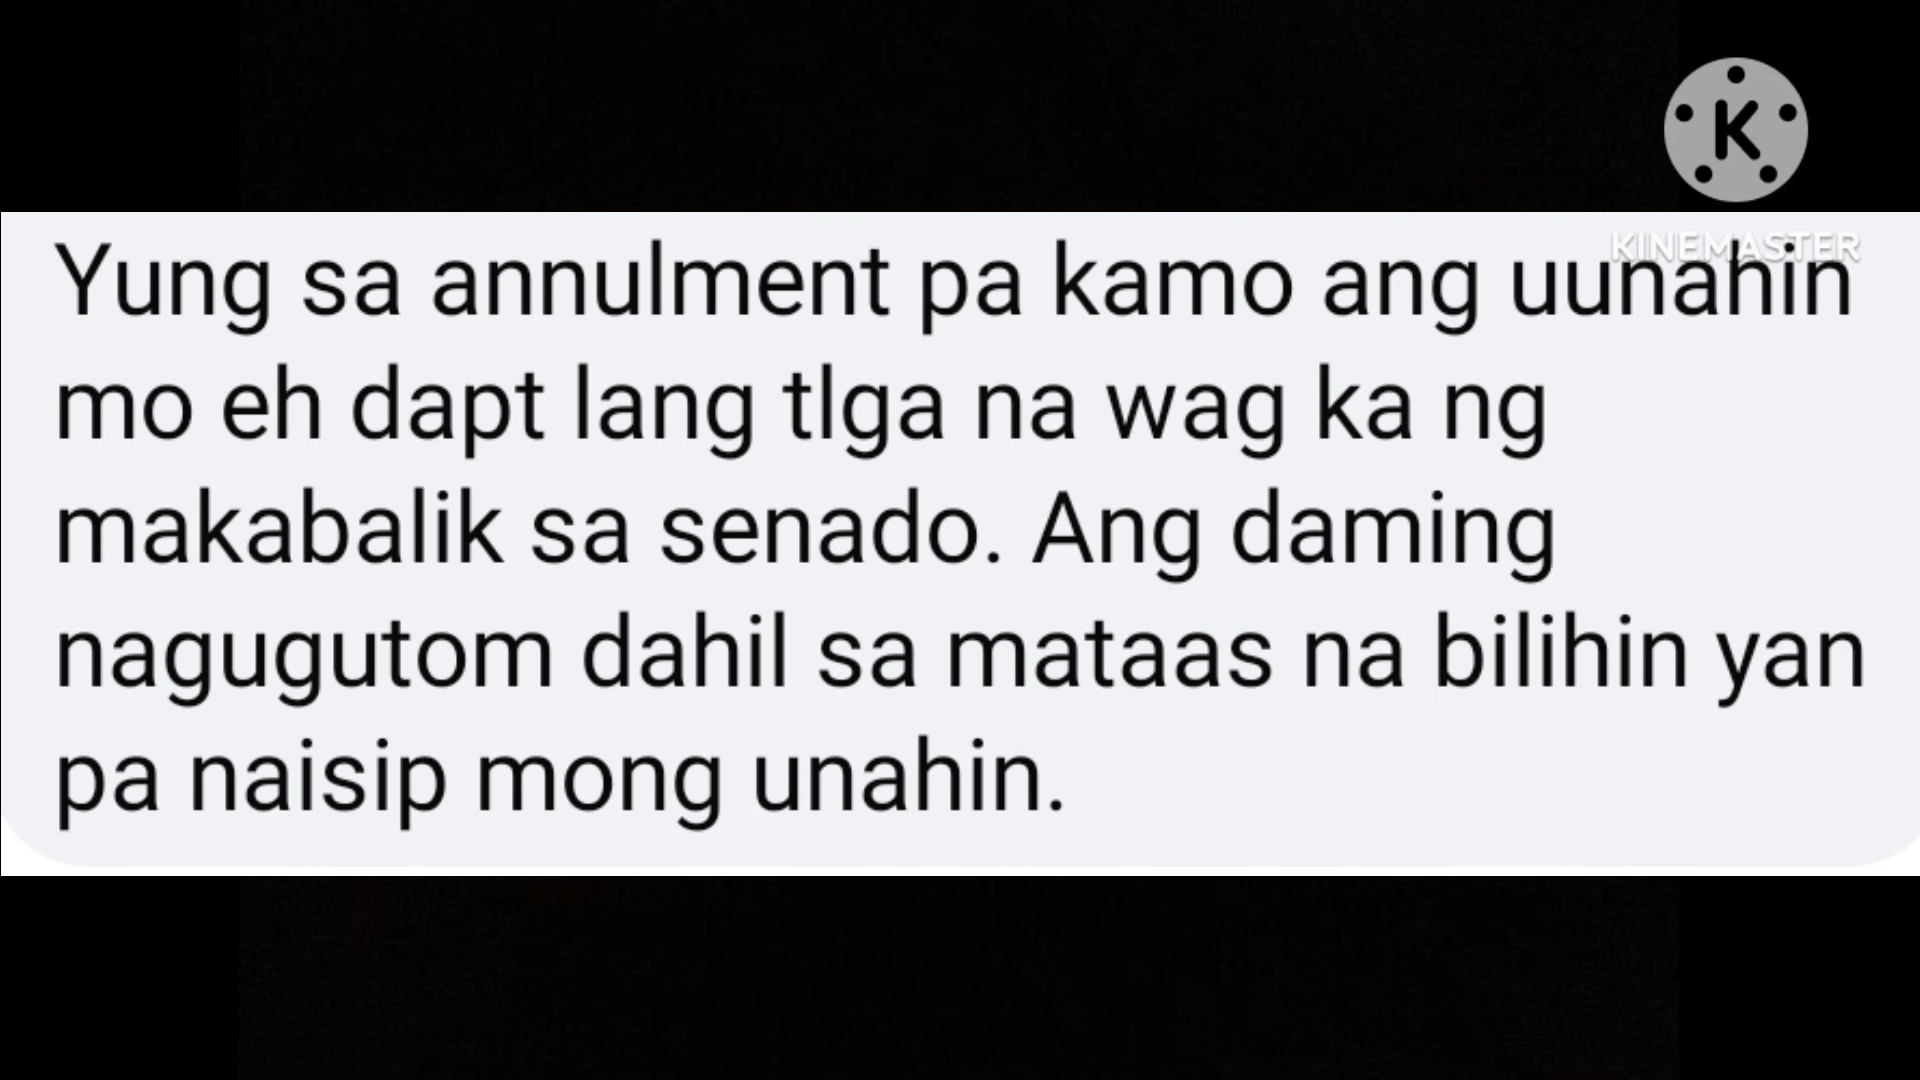 K
KINEMASTER
Yung sa annulment pa kamo ang uunahin
mo eh dapt lang tlga na wag ka ng
makabalik sa senado. Ang daming
nagugutom dahil sa mataas na bilihin yan
pa naisip mong unahin.